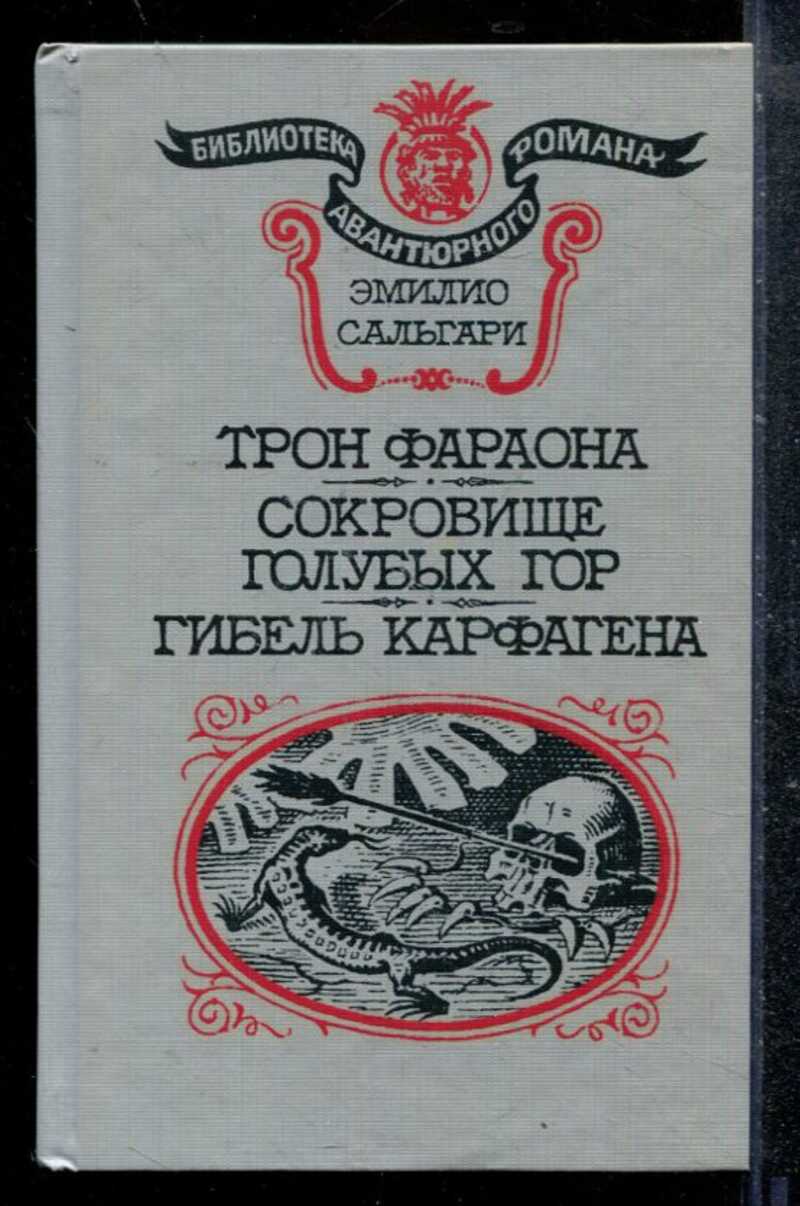 БИБЛИОТЕКА
АВАНТЮРНОГО
РОМАНА
ЭМИЛИО
САЛЬГАРИ
ТРОН ФАРАОНА
СОКРОВИЩЕ
ГОЛУБЫХ ГОР
ГИБЕЛЬ КАРФАГЕНА